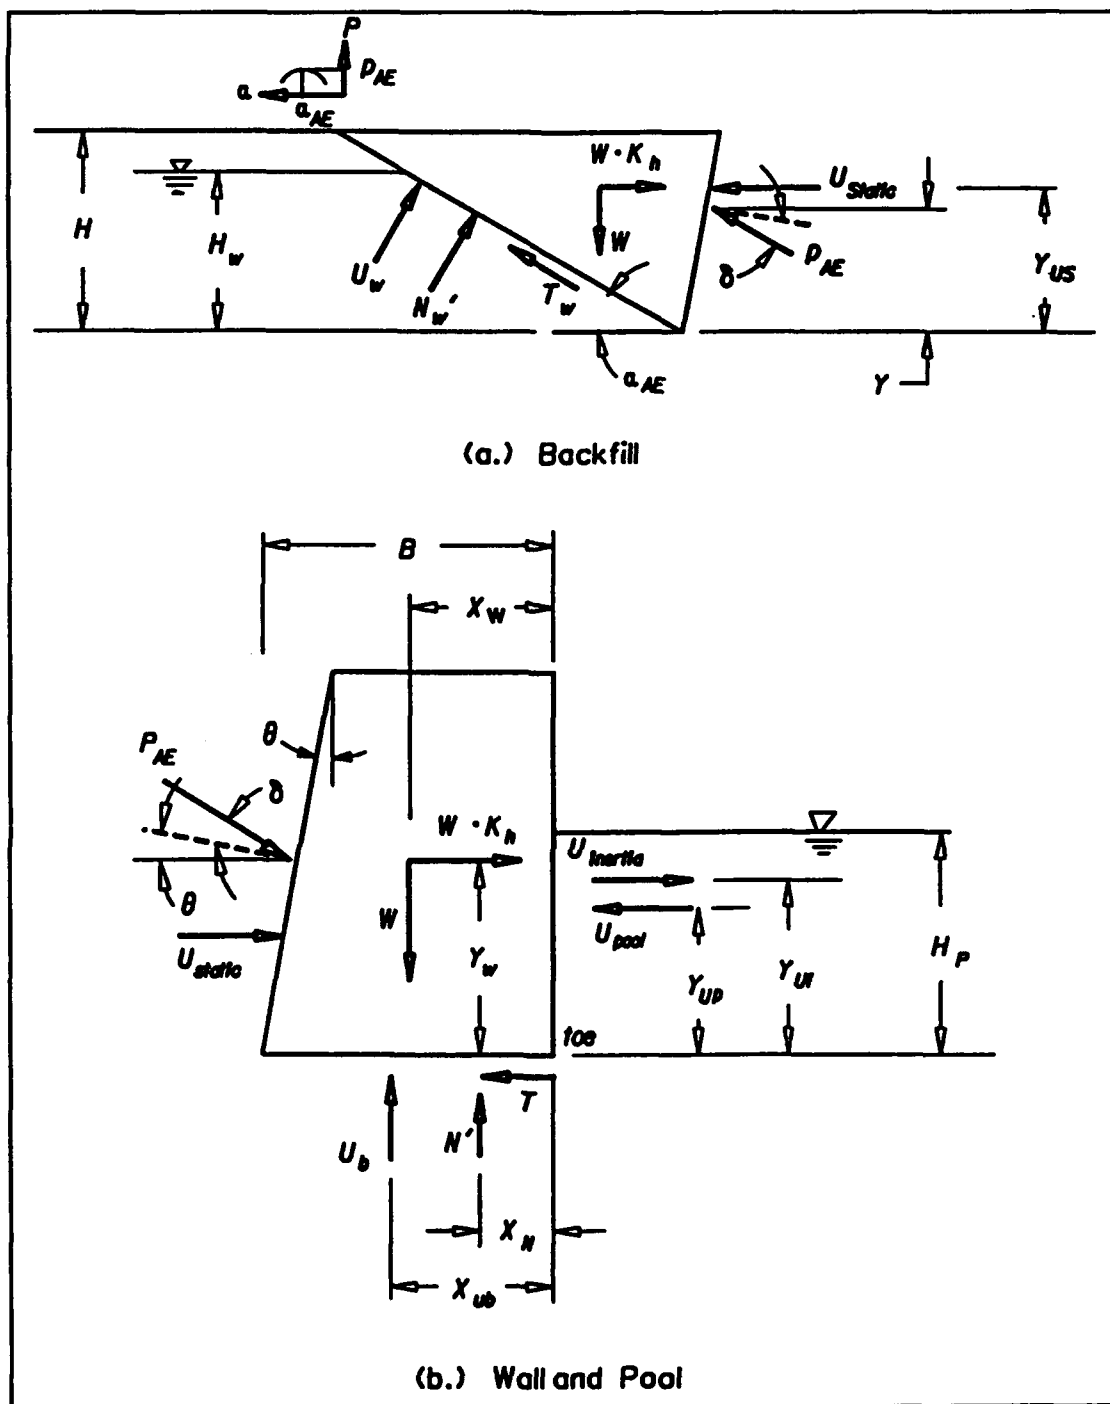 P
P_AE
a
a_AE
W · K_h
U_static
H
H_w
W
Y_US
U_w
N_w'
T_w
δ
P_AE
α_AE
Y
(a.) Backfill
B
X_W
θ
P_AE
δ
W · K_h
U_inertia
θ
W
U_static
Y_w
U_pool
Y_UP
Y_UI
H_P
toe
T
U_b
N'
X_N
X_ub
(b.) Wall and Pool